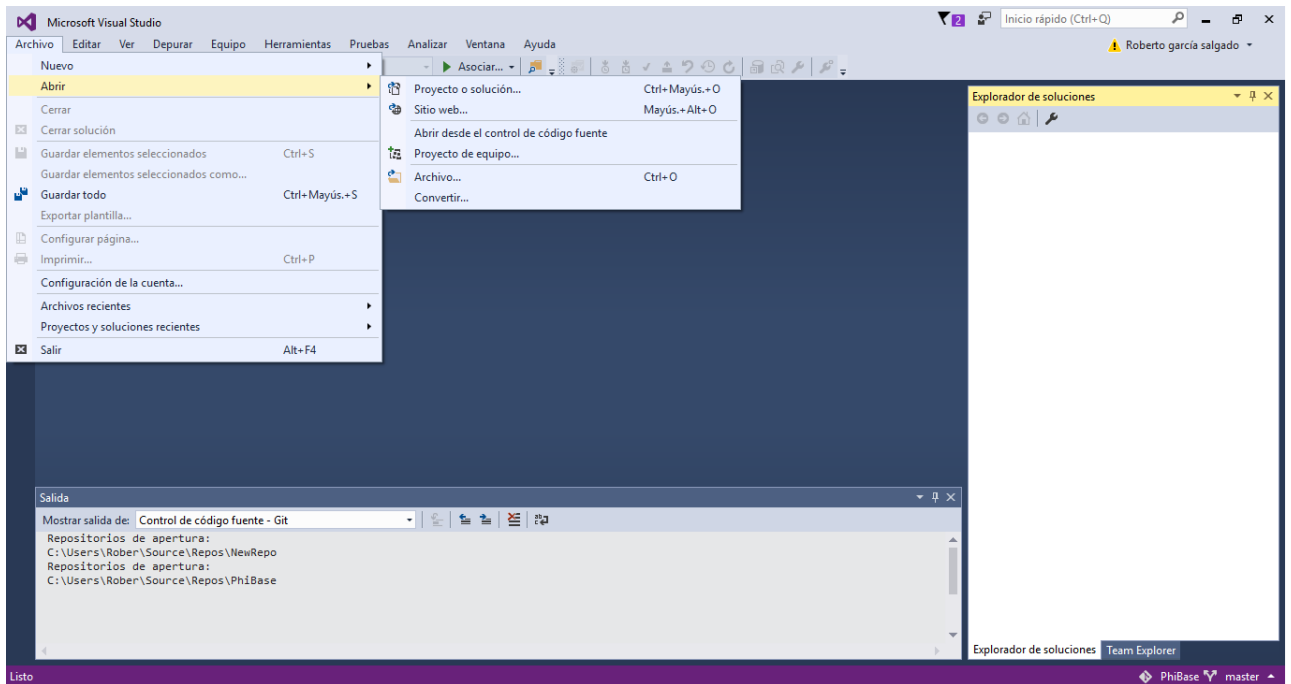 Microsoft Visual Studio
2
Inicio rápido (Ctrl+Q)
Archivo Editar Ver Depurar Equipo Herramientas Pruebas Analizar Ventana Ayuda
Roberto garcía salgado
Nuevo
Asociar...
Abrir
Proyecto o solución... Ctrl+Mayús.+O
Sitio web... Mayús.+Alt+O
Abrir desde el control de código fuente
Proyecto de equipo...
Archivo... Ctrl+O
Convertir...
Cerrar
Cerrar solución
Guardar elementos seleccionados Ctrl+S
Guardar elementos seleccionados como...
Guardar todo Ctrl+Mayús.+S
Exportar plantilla...
Configurar página...
Imprimir... Ctrl+P
Configuración de la cuenta...
Archivos recientes
Proyectos y soluciones recientes
Salir Alt+F4
Explorador de soluciones
Salida
Mostrar salida de: Control de código fuente - Git
Repositorios de apertura:
C:\Users\Rober\Source\Repos\NewRepo
Repositorios de apertura:
C:\Users\Rober\Source\Repos\PhiBase
Explorador de soluciones Team Explorer
Listo
PhiBase master